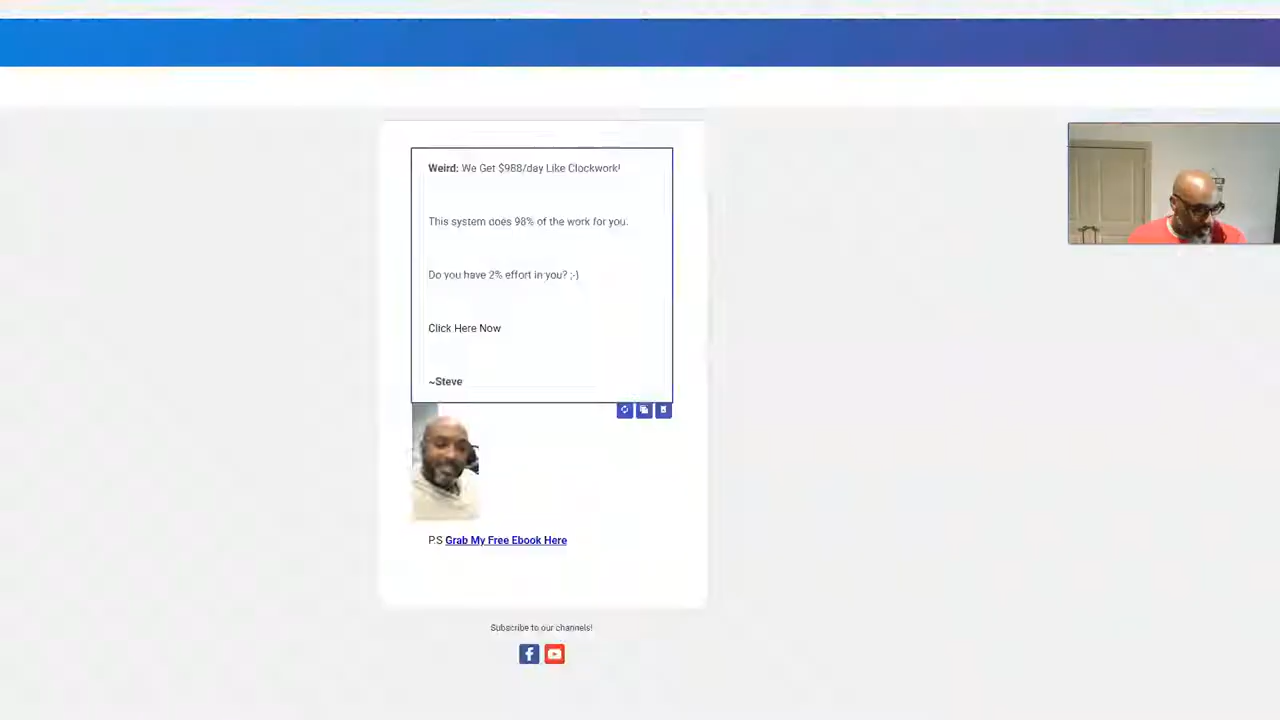 Weird: We Get $988/day Like Clockwork!
This system does 98% of the work for you.
Do you have 2% effort in you? ;-)
Click Here Now
~Steve
P.S Grab My Free Ebook Here
Subscribe to our channels!